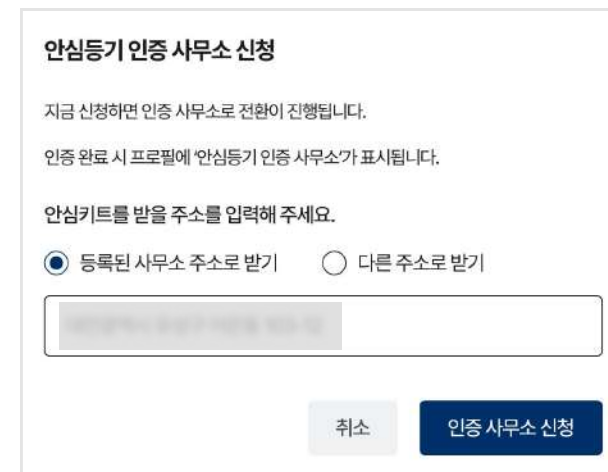 안심등기 인증 사무소 신청
지금 신청하면 인증 사무소로 전환이 진행됩니다.
인증 완료 시 프로필에 ‘안심등기 인증 사무소’가 표시됩니다.
안심키트를 받을 주소를 입력해 주세요.
등록된 사무소 주소로 받기 다른 주소로 받기
취소 인증 사무소 신청